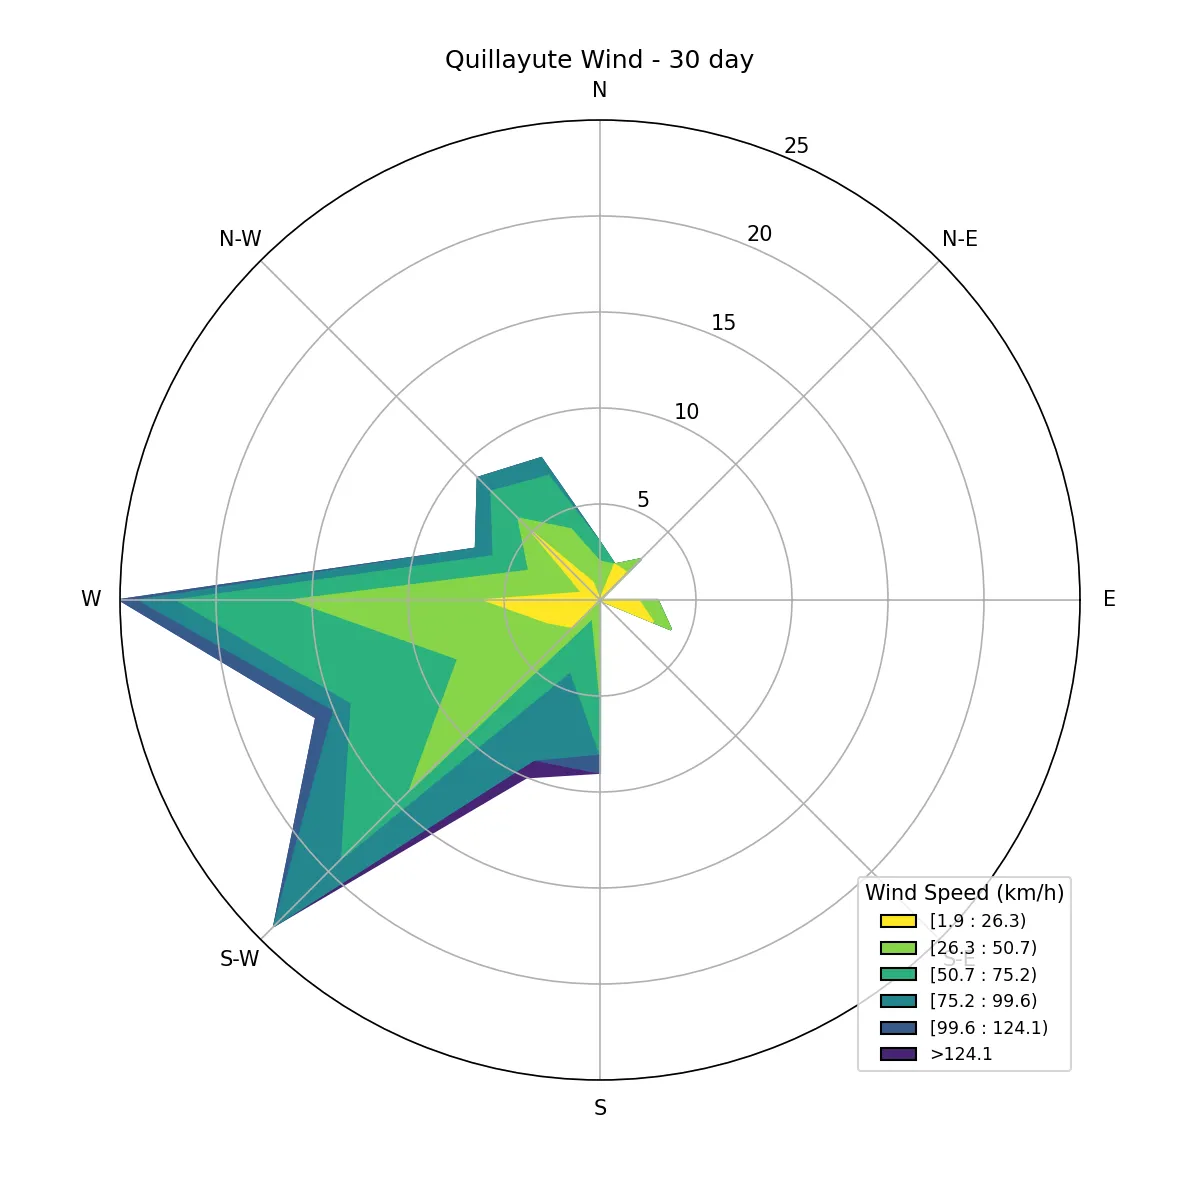 Quillayute Wind - 30 day
N
25
N-W
20
N-E
15
10
5
W
E
S-W
S-E
S
Wind Speed (km/h)
[1.9 : 26.3)
[26.3 : 50.7)
[50.7 : 75.2)
[75.2 : 99.6)
[99.6 : 124.1)
>124.1